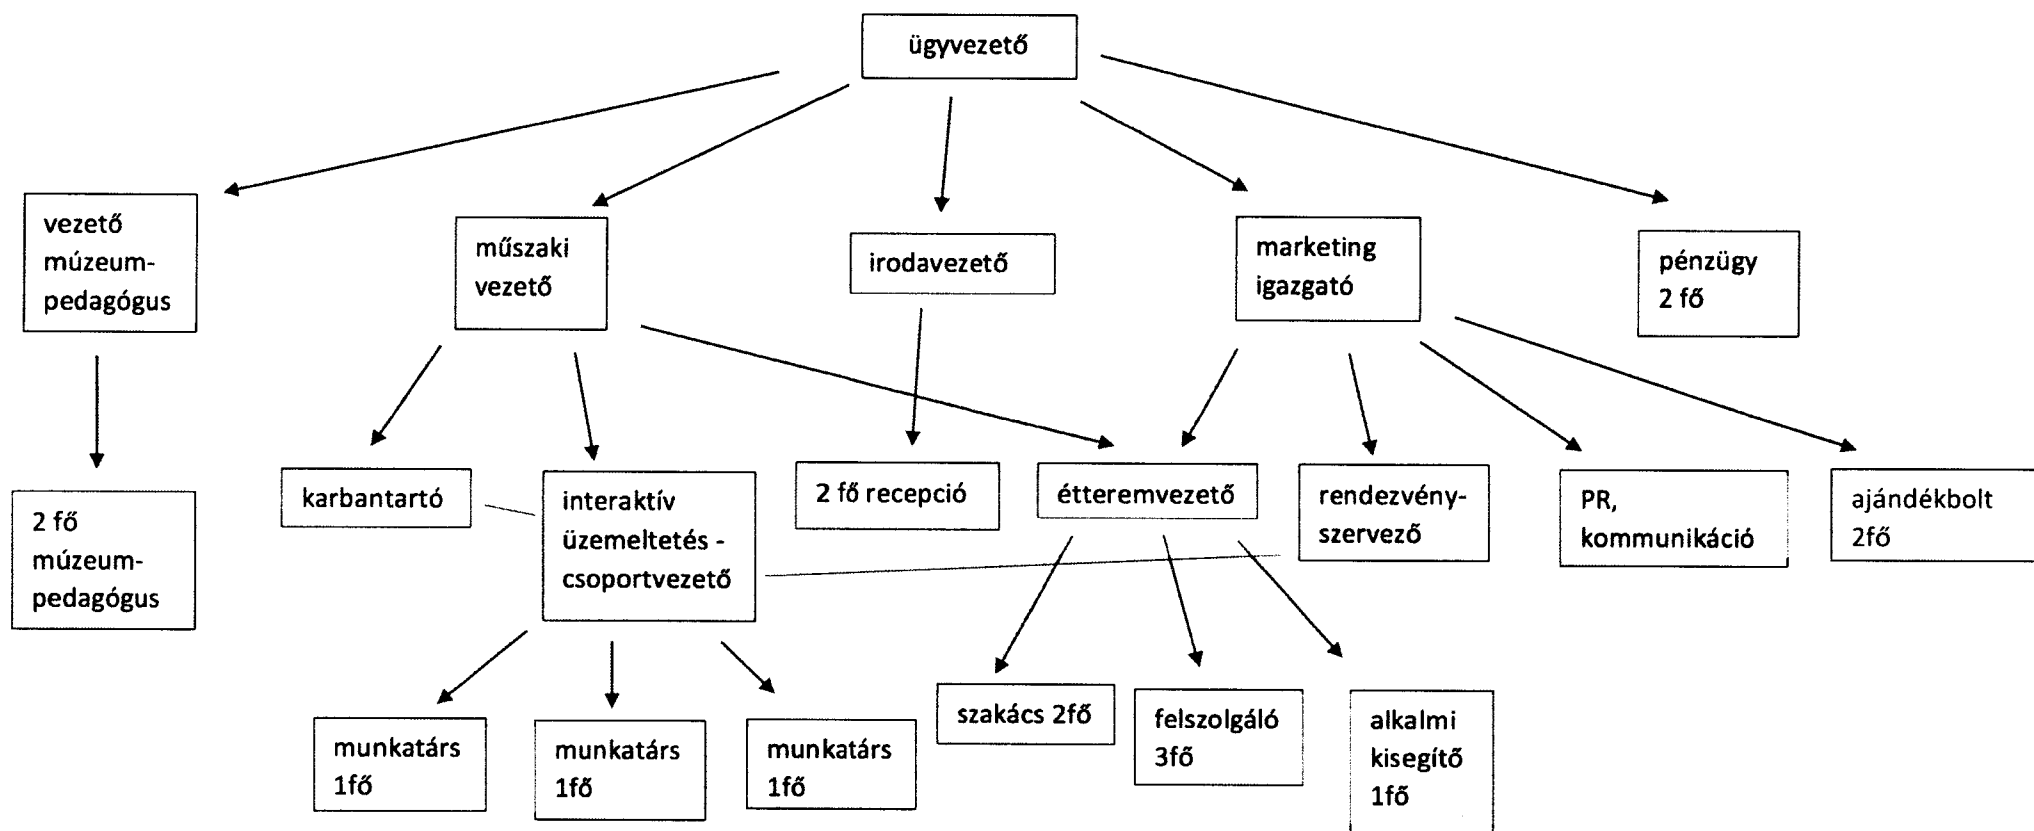 ügyvezető
vezető
múzeum-
pedagógus
műszaki
vezető
irodavezető
marketing
igazgató
pénzügy
2 fő
2 fő
múzeum-
pedagógus
karbantartó
interaktív
üzemeltetés -
csoportvezető
2 fő recepció
étteremvezető
rendezvény-
szervező
PR,
kommunikáció
ajándékbolt
2fő
munkatárs
1fő
munkatárs
1fő
munkatárs
1fő
szakács 2fő
felszolgáló
3fő
alkalmi
kisegítő
1fő